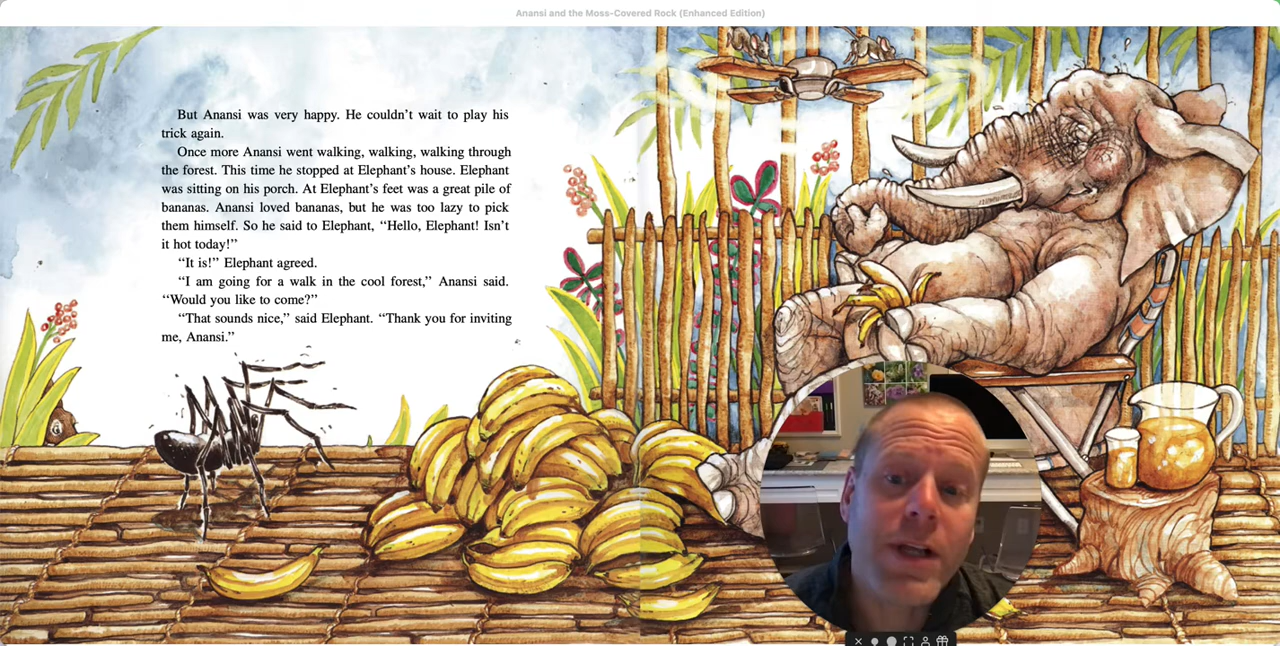 Anansi and the Moss-Covered Rock (Enhanced Edition)
But Anansi was very happy. He couldn’t wait to play his
trick again.
Once more Anansi went walking, walking, walking through
the forest. This time he stopped at Elephant’s house. Elephant
was sitting on his porch. At Elephant’s feet was a great pile of
bananas. Anansi loved bananas, but he was too lazy to pick
them himself. So he said to Elephant, “Hello, Elephant! Isn’t
it hot today!”
“It is!” Elephant agreed.
“I am going for a walk in the cool forest,” Anansi said.
“Would you like to come?”
“That sounds nice,” said Elephant. “Thank you for inviting
me, Anansi.”